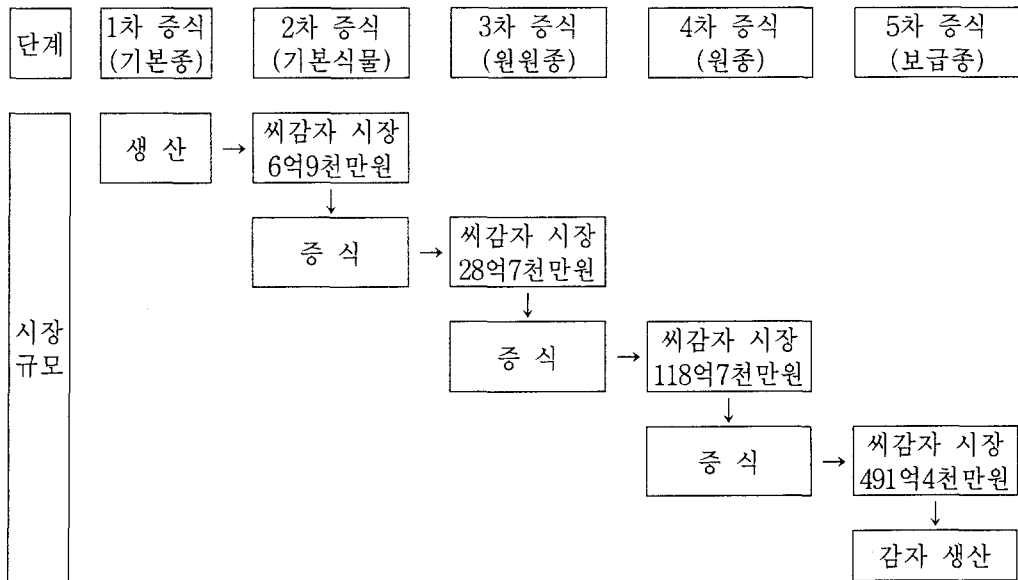 단계
1차 증식
(기본종)
2차 증식
(기본식물)
3차 증식
(원원종)
4차 증식
(원종)
5차 증식
(보급종)
시장
규모
생 산
→
씨감자 시장
6억9천만원
↓
증 식
→
씨감자 시장
28억7천만원
↓
증 식
→
씨감자 시장
118억7천만원
↓
증 식
→
씨감자 시장
491억4천만원
↓
감자 생산